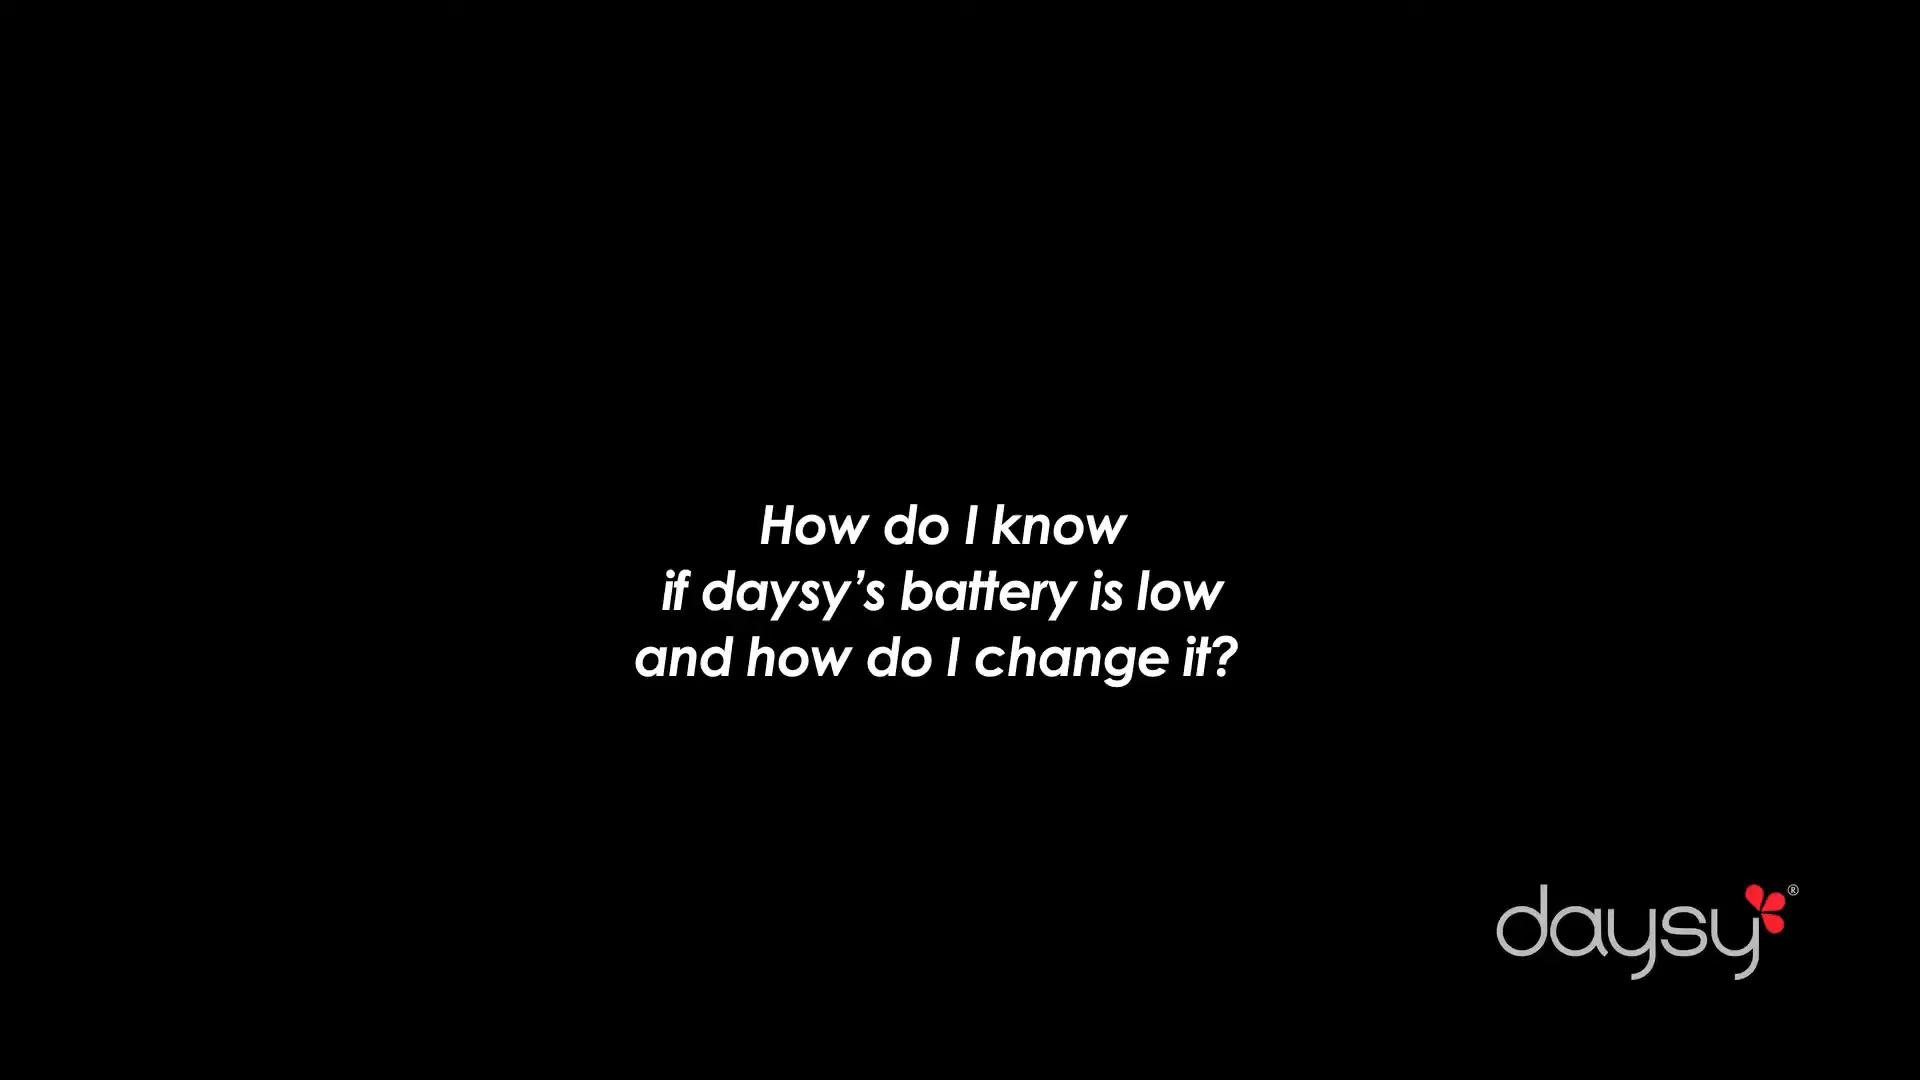 How do I know
if daysy’s battery is low
and how do I change it?
daysy®